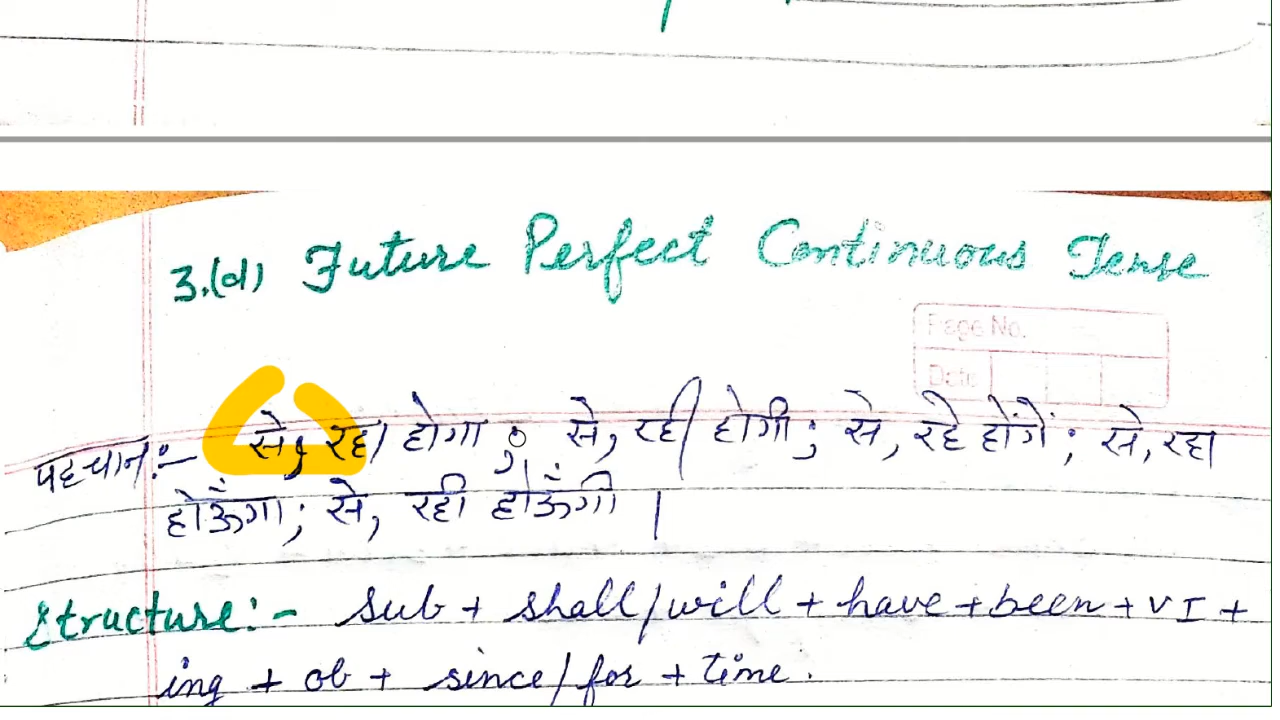 3.(d) Future Perfect Continuous Tense
Page No.
Date
पहचान:- से, रहा होगा ; से, रही होगी; से, रहे होंगें; से, रहा
होऊँगा; से, रही होऊँगी |
Structure:- Sub + shall/will + have + been + V I +
ing + ob + since/for + time.